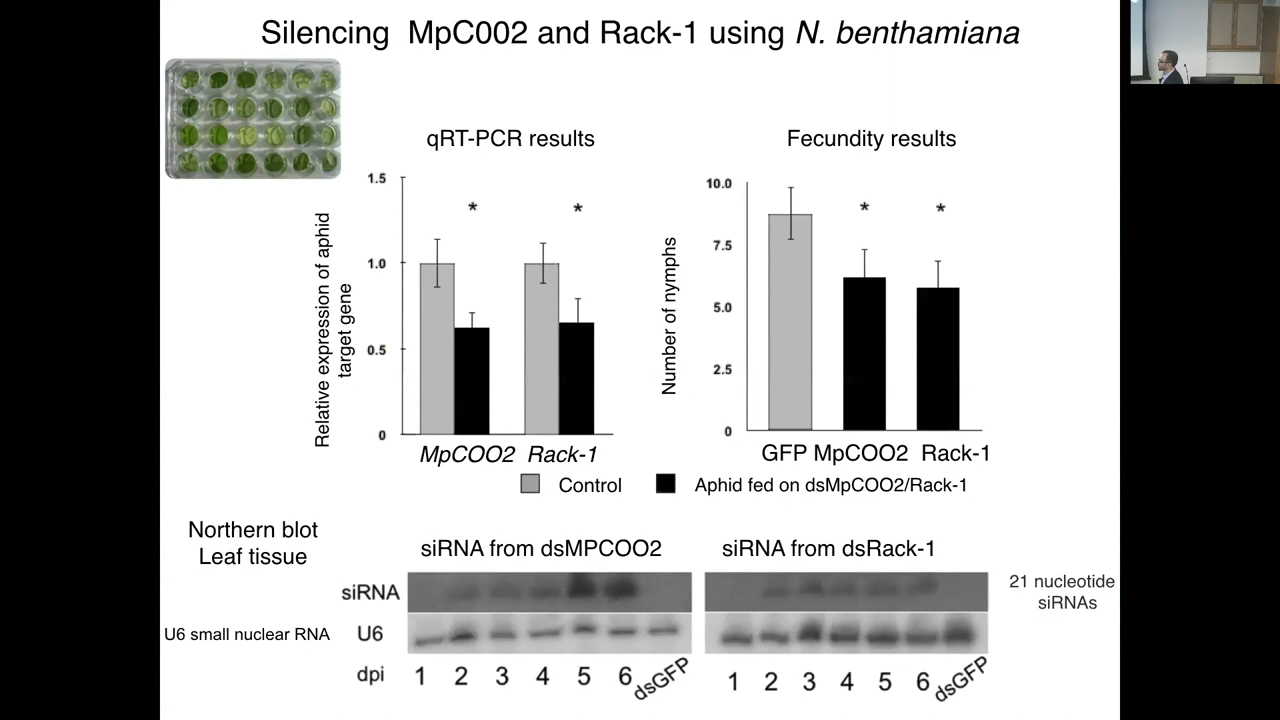 Silencing MpC002 and Rack-1 using N. benthamiana
qRT-PCR results
Fecundity results
Relative expression of aphid
target gene
1.5
1.0
0.5
0
*
*
MpCOO2 Rack-1
Number of nymphs
10.0
7.5
5.0
2.5
0
*
*
GFP MpCOO2 Rack-1
Control
Aphid fed on dsMpCOO2/Rack-1
Northern blot
Leaf tissue
siRNA from dsMPCOO2
siRNA from dsRack-1
siRNA
21 nucleotide
siRNAs
U6 small nuclear RNA
U6
dpi 1 2 3 4 5 6 dsGFP
1 2 3 4 5 6 dsGFP